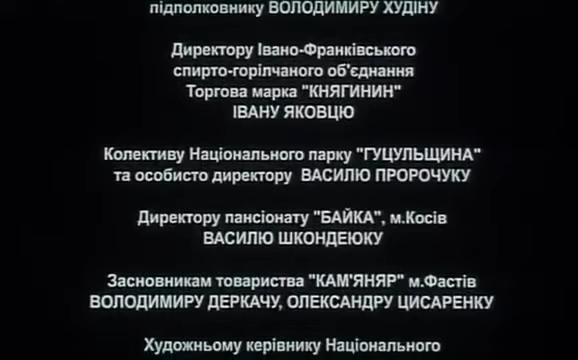 підполковнику ВОЛОДИМИРУ ХУДІНУ
Директору Івано-Франківського
спирто-горілчаного об'єднання
Торгова марка "КНЯГИНИН"
ІВАНУ ЯКОВЦЮ
Колективу Національного парку "ГУЦУЛЬЩИНА"
та особисто директору ВАСИЛЮ ПРОРОЧУКУ
Директору пансіонату "БАЙКА", м.Косів
ВАСИЛЮ ШКОНДЕЮКУ
Засновникам товариства "КАМ'ЯНЯР" м.Фастів
ВОЛОДИМИРУ ДЕРКАЧУ, ОЛЕКСАНДРУ ЦИСАРЕНКУ
Художньому керівнику Національного